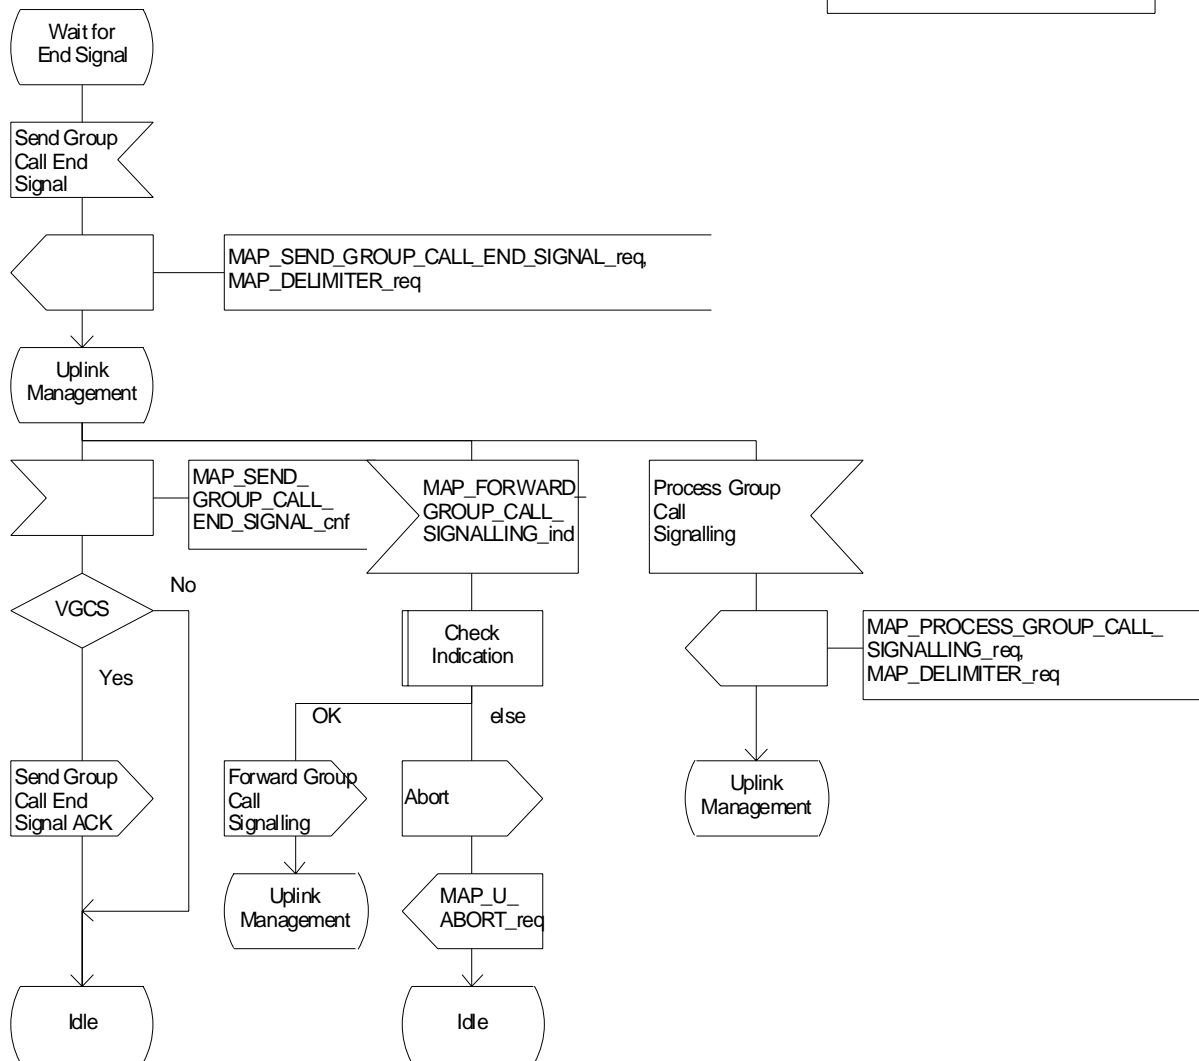 Wait for
End Signal
Send Group
Call End
Signal
MAP_SEND_GROUP_CALL_END_SIGNAL_req,
MAP_DELIMITER_req
Uplink
Management
MAP_SEND_
GROUP_CALL_
END_SIGNAL_cnf
MAP_FORWARD_
GROUP_CALL_
SIGNALLING_ind
Process Group
Call
Signalling
VGCS
No
Yes
Check
Indication
MAP_PROCESS_GROUP_CALL_
SIGNALLING_req,
MAP_DELIMITER_req
OK
else
Send Group
Call End
Signal ACK
Forward Group
Call
Signalling
Abort
Uplink
Management
Uplink
Management
MAP_U_
ABORT_req
Idle
Idle